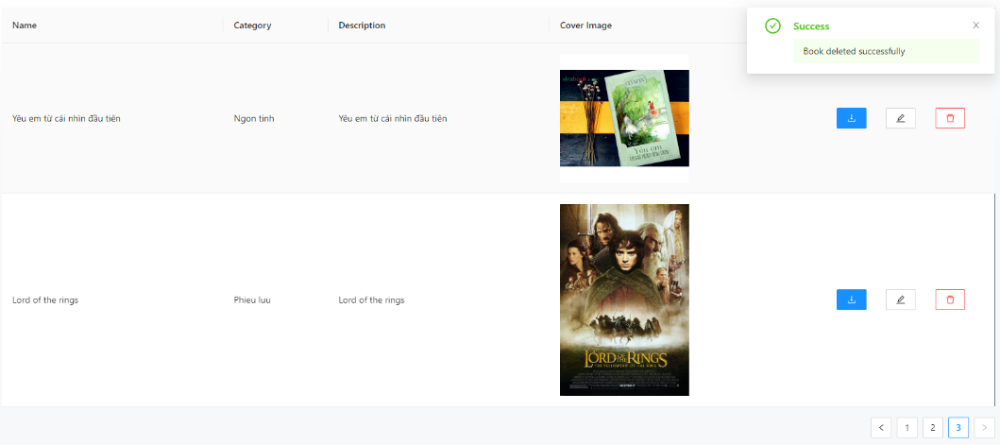 Name Category Description Cover Image
Success
Book deleted successfully
Yêu em từ cái nhìn đầu tiên Ngon tinh Yêu em từ cái nhìn đầu tiên
Lord of the rings Phieu luu Lord of the rings
THE LORD OF THE RINGS
THE FELLOWSHIP OF THE RING
1 2 3